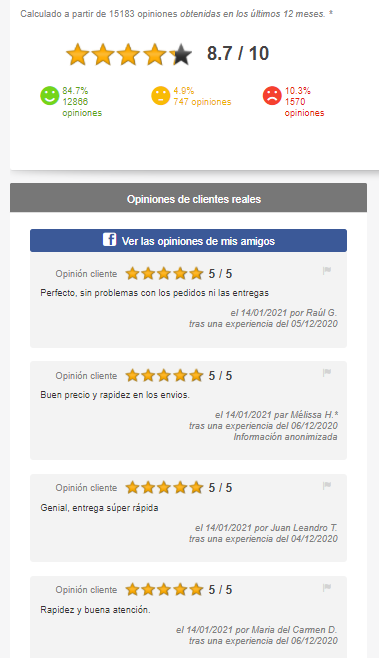 Calculado a partir de 15183 opiniones obtenidas en los últimos 12 meses. *
8.7 / 10
84.7%
12866
opiniones
4.9%
747 opiniones
10.3%
1570
opiniones
Opiniones de clientes reales
f Ver las opiniones de mis amigos
Opinión cliente 5 / 5
Perfecto, sin problemas con los pedidos ni las entregas
el 14/01/2021 por Raúl G.
tras una experiencia del 05/12/2020
Opinión cliente 5 / 5
Buen precio y rapidez en los envios.
el 14/01/2021 par Mélissa H.*
tras una experiencia del 06/12/2020
Información anonimizada
Opinión cliente 5 / 5
Genial, entrega súper rápida
el 14/01/2021 por Juan Leandro T.
tras una experiencia del 04/12/2020
Opinión cliente 5 / 5
Rapidez y buena atención.
el 14/01/2021 por Maria del Carmen D.
tras una experiencia del 06/12/2020